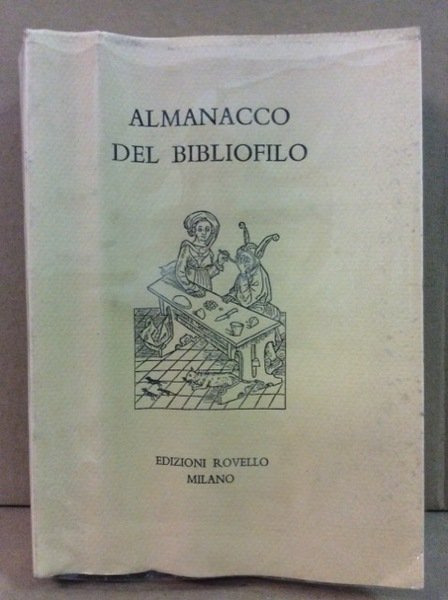 ALMANACCO
DEL BIBLIOFILO
EDIZIONI ROVELLO
MILANO